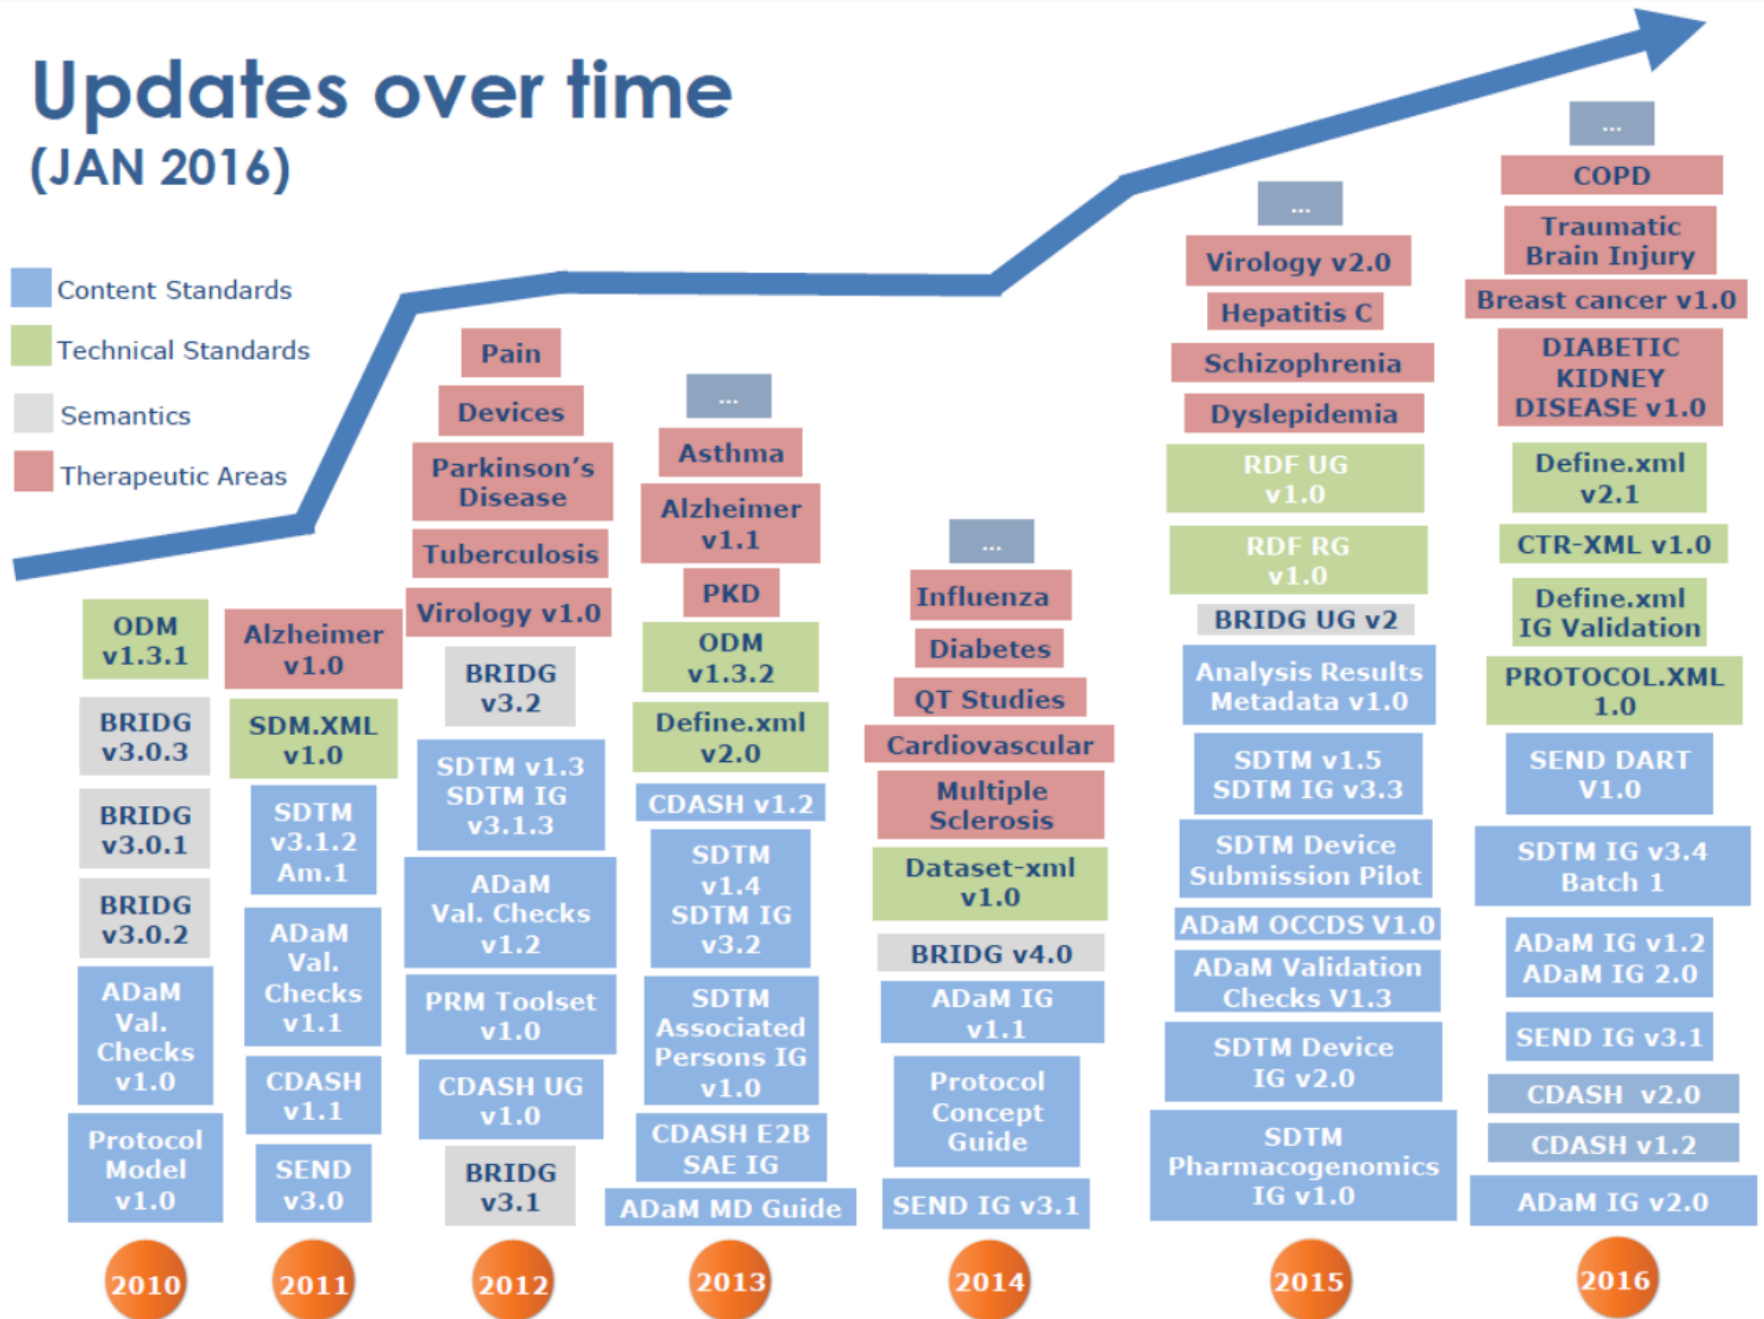 Updates over time
(JAN 2016)
Content Standards
Technical Standards
Semantics
Therapeutic Areas
ODM
v1.3.1
BRIDG
v3.0.3
BRIDG
v3.0.1
BRIDG
v3.0.2
ADaM
Val.
Checks
v1.0
Protocol
Model
v1.0
2010
Alzheimer
v1.0
SDM.XML
v1.0
SDTM
v3.1.2
Am.1
ADaM
Val.
Checks
v1.1
CDASH
v1.1
SEND
v3.0
2011
Pain
Devices
Parkinson’s
Disease
Tuberculosis
Virology v1.0
BRIDG
v3.2
SDTM v1.3
SDTM IG
v3.1.3
ADaM
Val. Checks
v1.2
PRM Toolset
v1.0
CDASH UG
v1.0
BRIDG
v3.1
2012
...
Asthma
Alzheimer
v1.1
PKD
ODM
v1.3.2
Define.xml
v2.0
CDASH v1.2
SDTM
v1.4
SDTM IG
v3.2
SDTM
Associated
Persons IG
v1.0
CDASH E2B
SAE IG
ADaM MD Guide
2013
...
Influenza
Diabetes
QT Studies
Cardiovascular
Multiple
Sclerosis
Dataset-xml
v1.0
BRIDG v4.0
ADaM IG
v1.1
Protocol
Concept
Guide
SEND IG v3.1
2014
...
Virology v2.0
Hepatitis C
Schizophrenia
Dyslepidemia
RDF UG
v1.0
RDF RG
v1.0
BRIDG UG v2
Analysis Results
Metadata v1.0
SDTM v1.5
SDTM IG v3.3
SDTM Device
Submission Pilot
ADaM OCCDS V1.0
ADaM Validation
Checks V1.3
SDTM Device
IG v2.0
SDTM
Pharmacogenomics
IG v1.0
2015
...
COPD
Traumatic
Brain Injury
Breast cancer v1.0
DIABETIC
KIDNEY
DISEASE v1.0
Define.xml
v2.1
CTR-XML v1.0
Define.xml
IG Validation
PROTOCOL.XML
1.0
SEND DART
V1.0
SDTM IG v3.4
Batch 1
ADaM IG v1.2
ADaM IG 2.0
SEND IG v3.1
CDASH  v2.0
CDASH v1.2
ADaM IG v2.0
2016